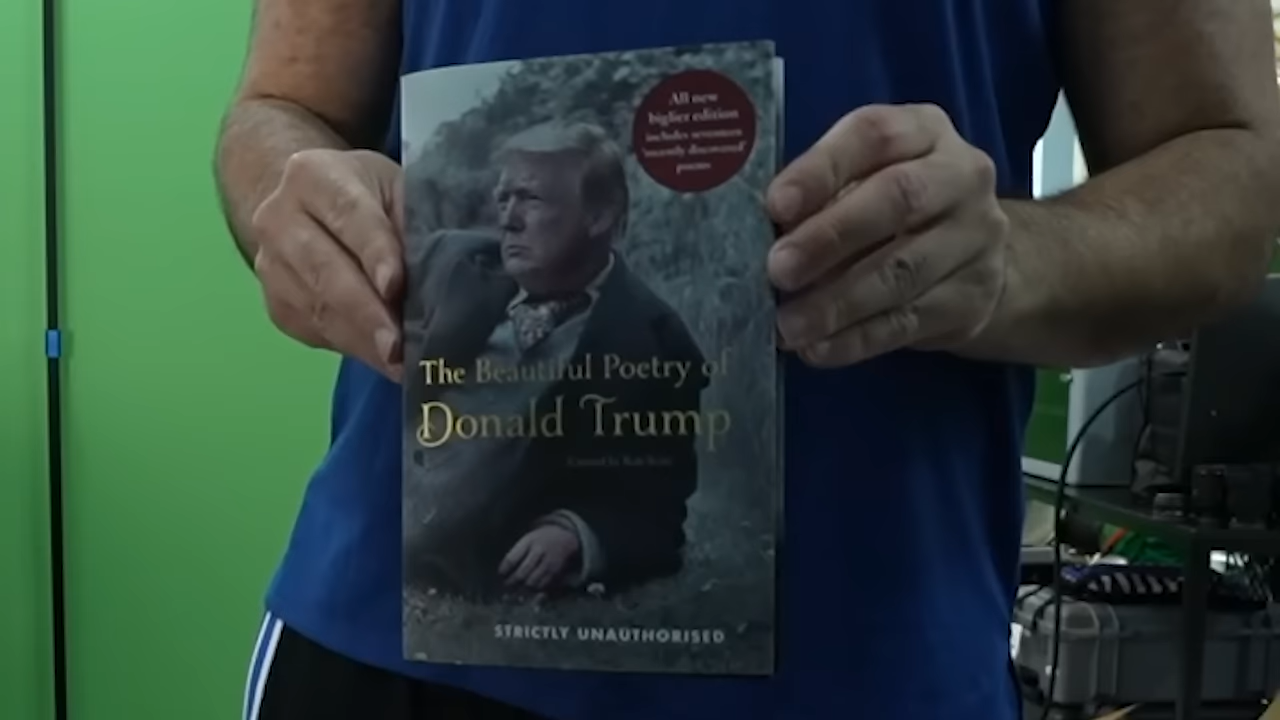 All new
biglier edition
includes seventeen
'recently discovered'
poems
The Beautiful Poetry of
Donald Trump
STRICTLY UNAUTHORISED